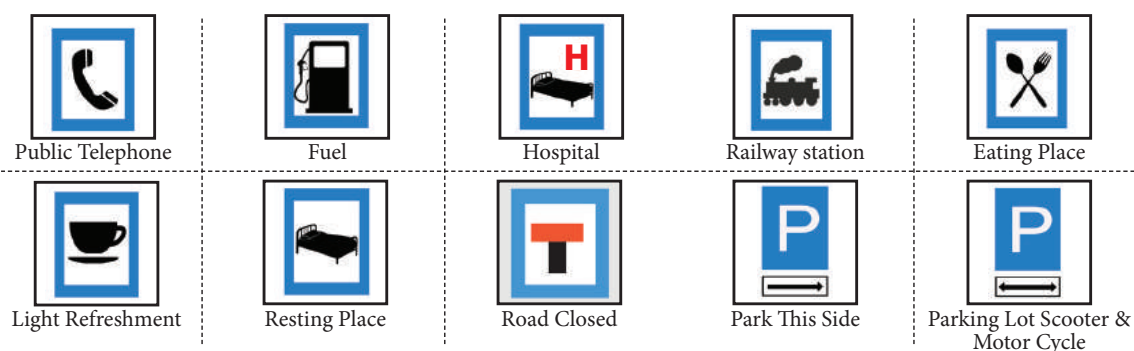 H
Public Telephone
Fuel
Hospital
Railway station
Eating Place
P
P
Light Refreshment
Resting Place
Road Closed
Park This Side
Parking Lot Scooter &
Motor Cycle